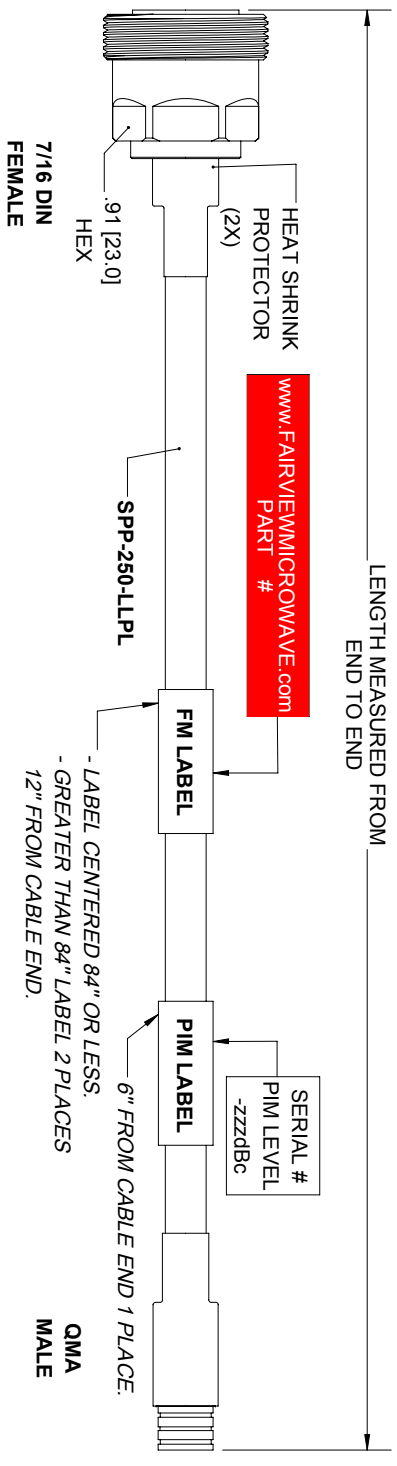 LENGTH MEASURED FROM
END TO END
HEAT SHRINK
PROTECTOR
(2X)
www.FAIRVIEWMICROWAVE.com
PART #
SERIAL #
PIM LEVEL
-zzzdBc
FM LABEL
PIM LABEL
.91 [23.0]
HEX
7/16 DIN
FEMALE
SPP-250-LLPL
- LABEL CENTERED 84" OR LESS.
- GREATER THAN 84" LABEL 2 PLACES
12" FROM CABLE END.
6" FROM CABLE END 1 PLACE.
QMA
MALE